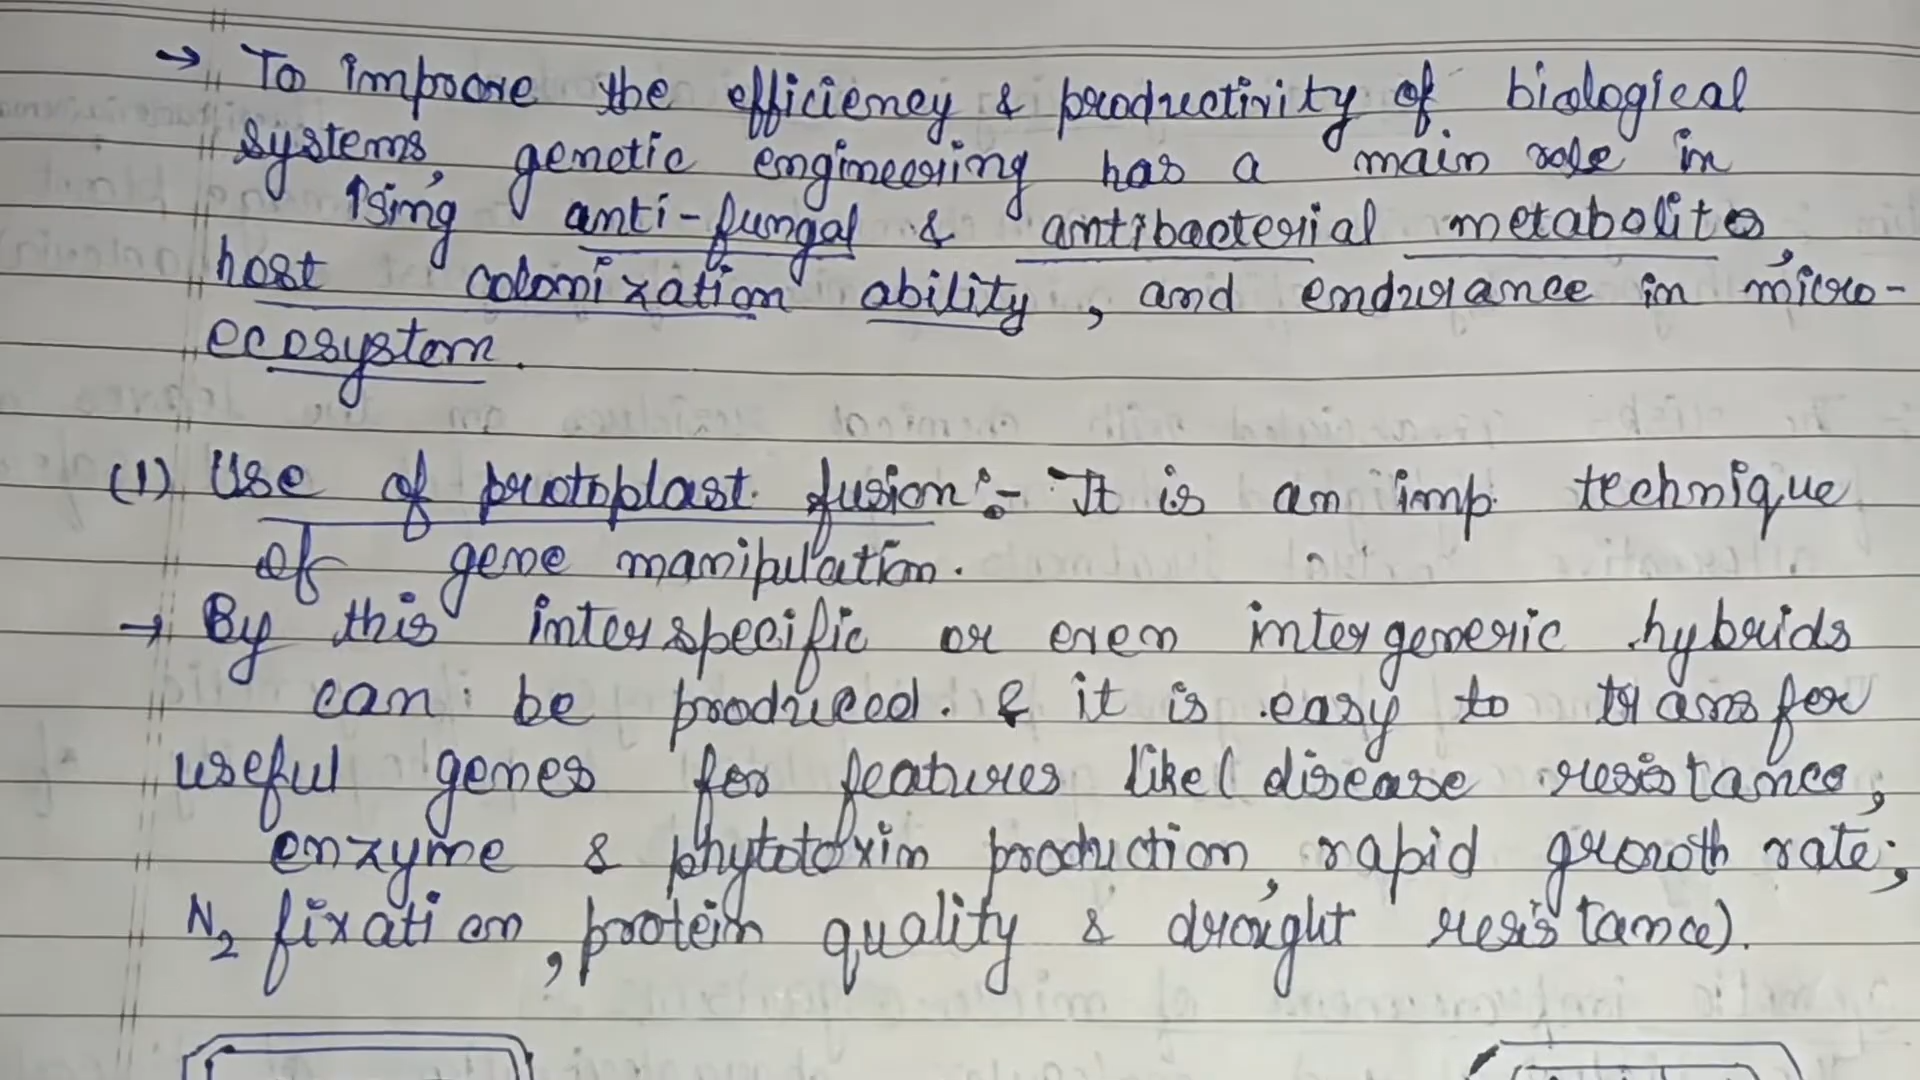 → To improve the efficiency & productivity of biological
systems, genetic engineering has a main role in
↑sing anti-fungal & antibacterial metabolites,
host colonization ability, and endurance in micro-
ecosystem.
(1) Use of protoplast fusion :- It is an imp. technique
of gene manipulation.
→ By this interspecific or even intergeneric hybrids
can be produced. & it is easy to transfer
useful genes for features like (disease resistance,
enzyme & phytotoxin production, rapid growth rate,
N2 fixation, protein quality & drought resistance).